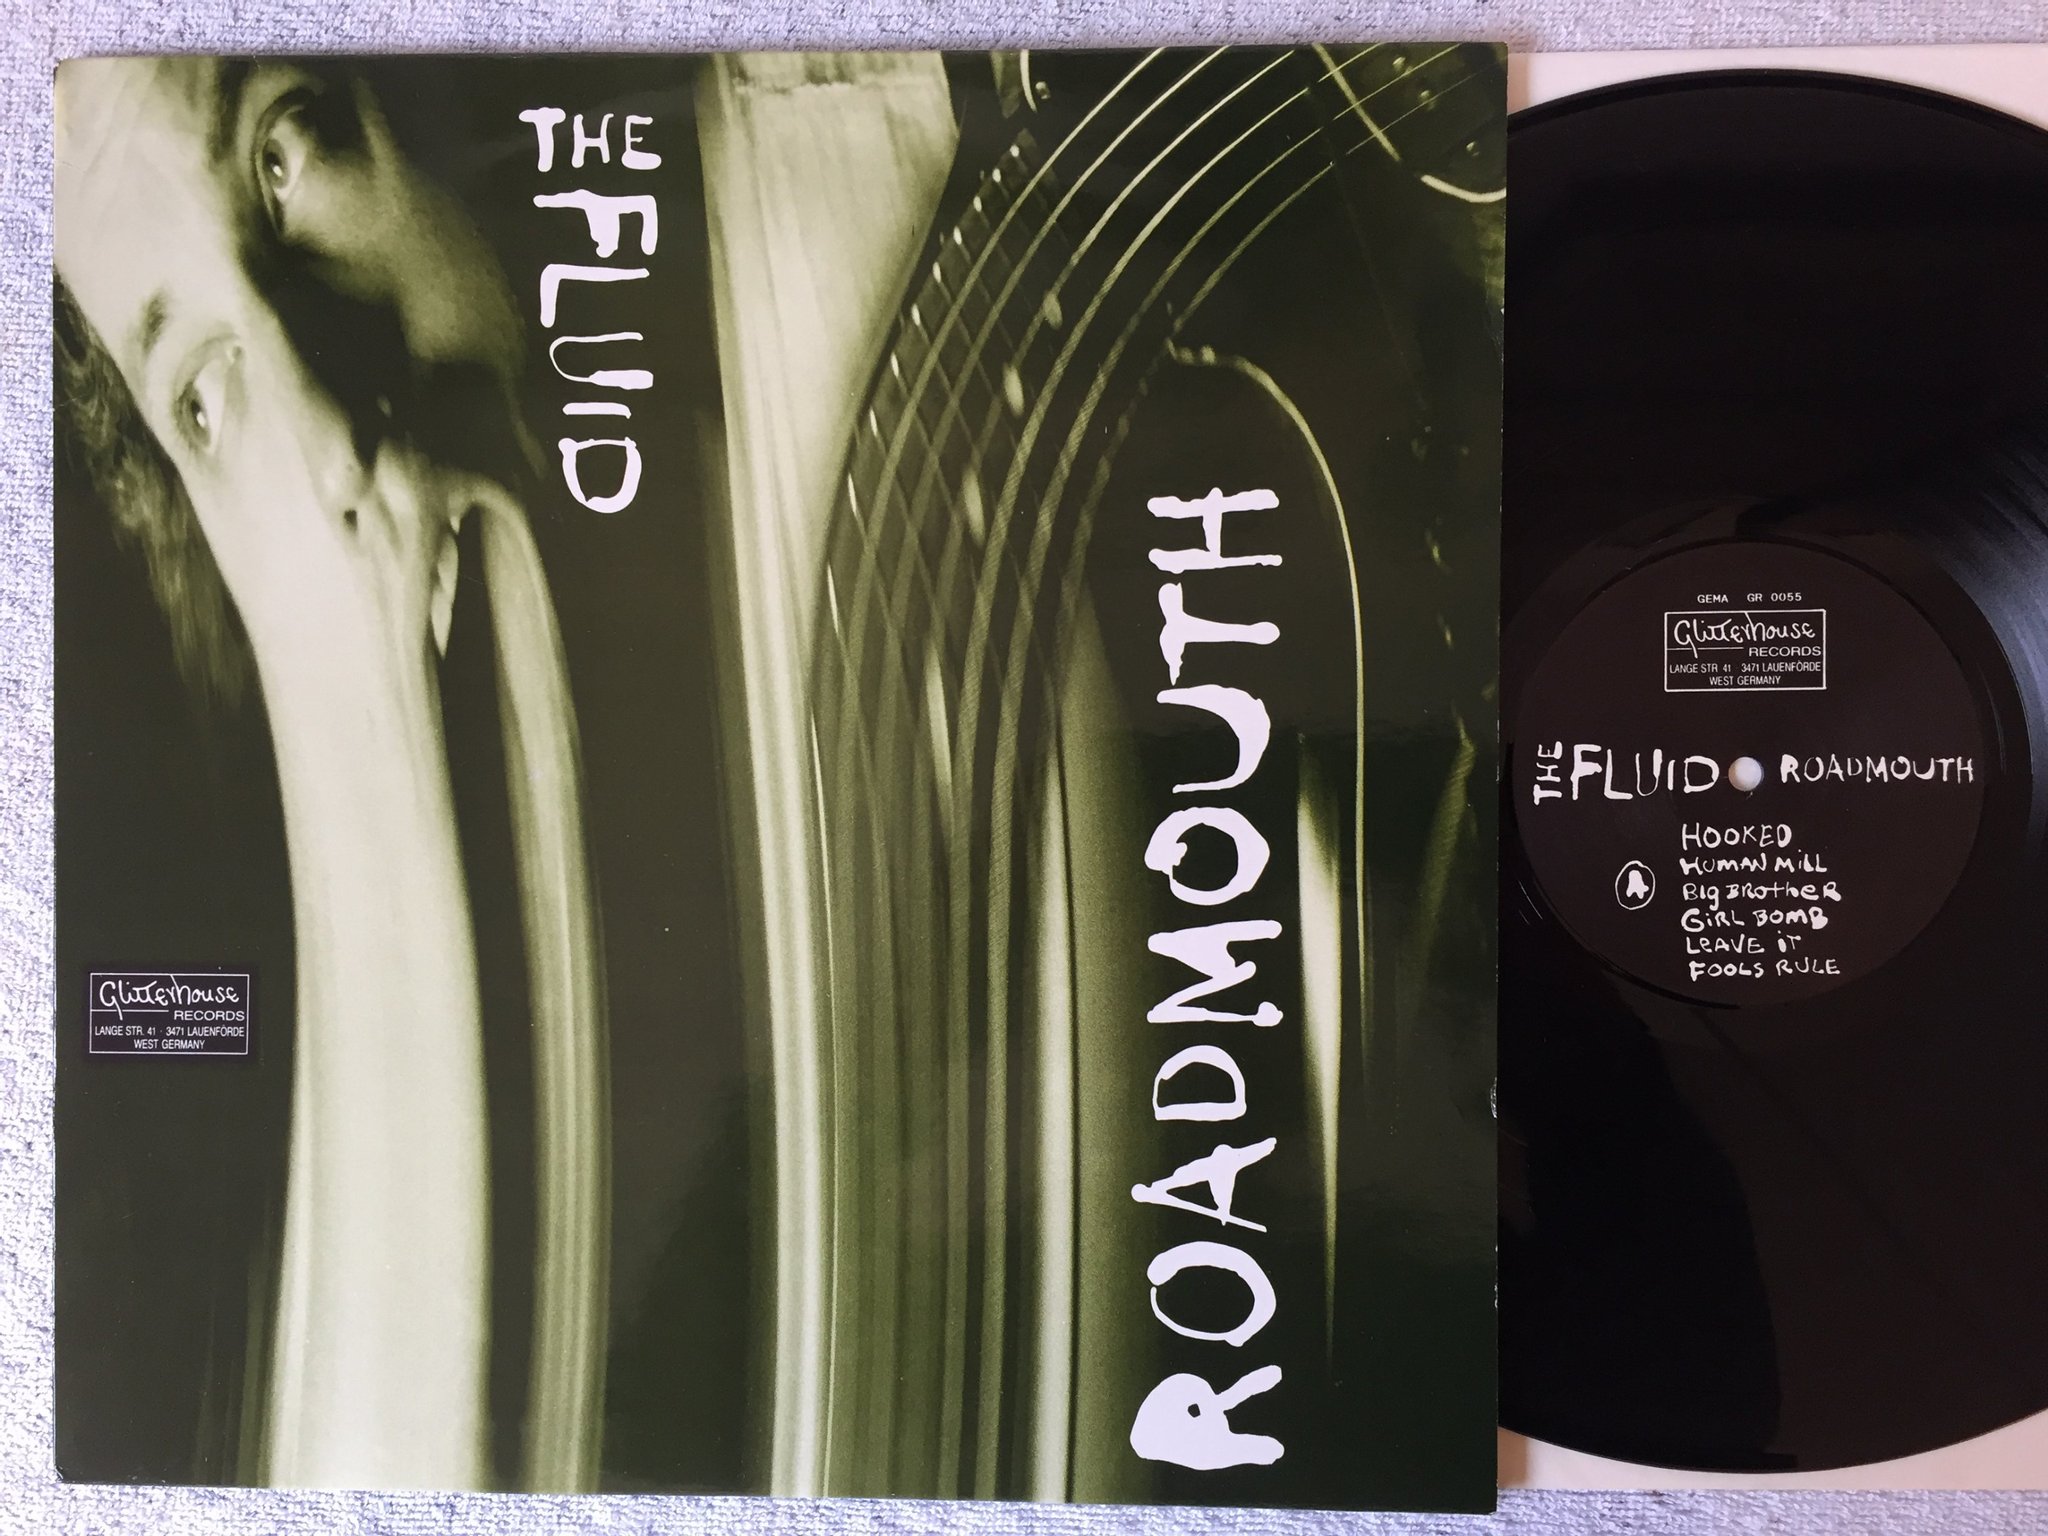 THE
FLUID
ROADMOUTH
Glitterhouse
RECORDS
LANGE STR. 41 · 3471 LAUENFÖRDE
WEST GERMANY
GEMA GR 0055
Glitterhouse
RECORDS
LANGE STR 41 · 3471 LAUENFÖRDE
WEST GERMANY
THE FLUID ROADMOUTH
A
HOOKED
HUMAN MILL
BIg BROtheR
GiRL BOMB
LeAVE iT
FOOLS RULE